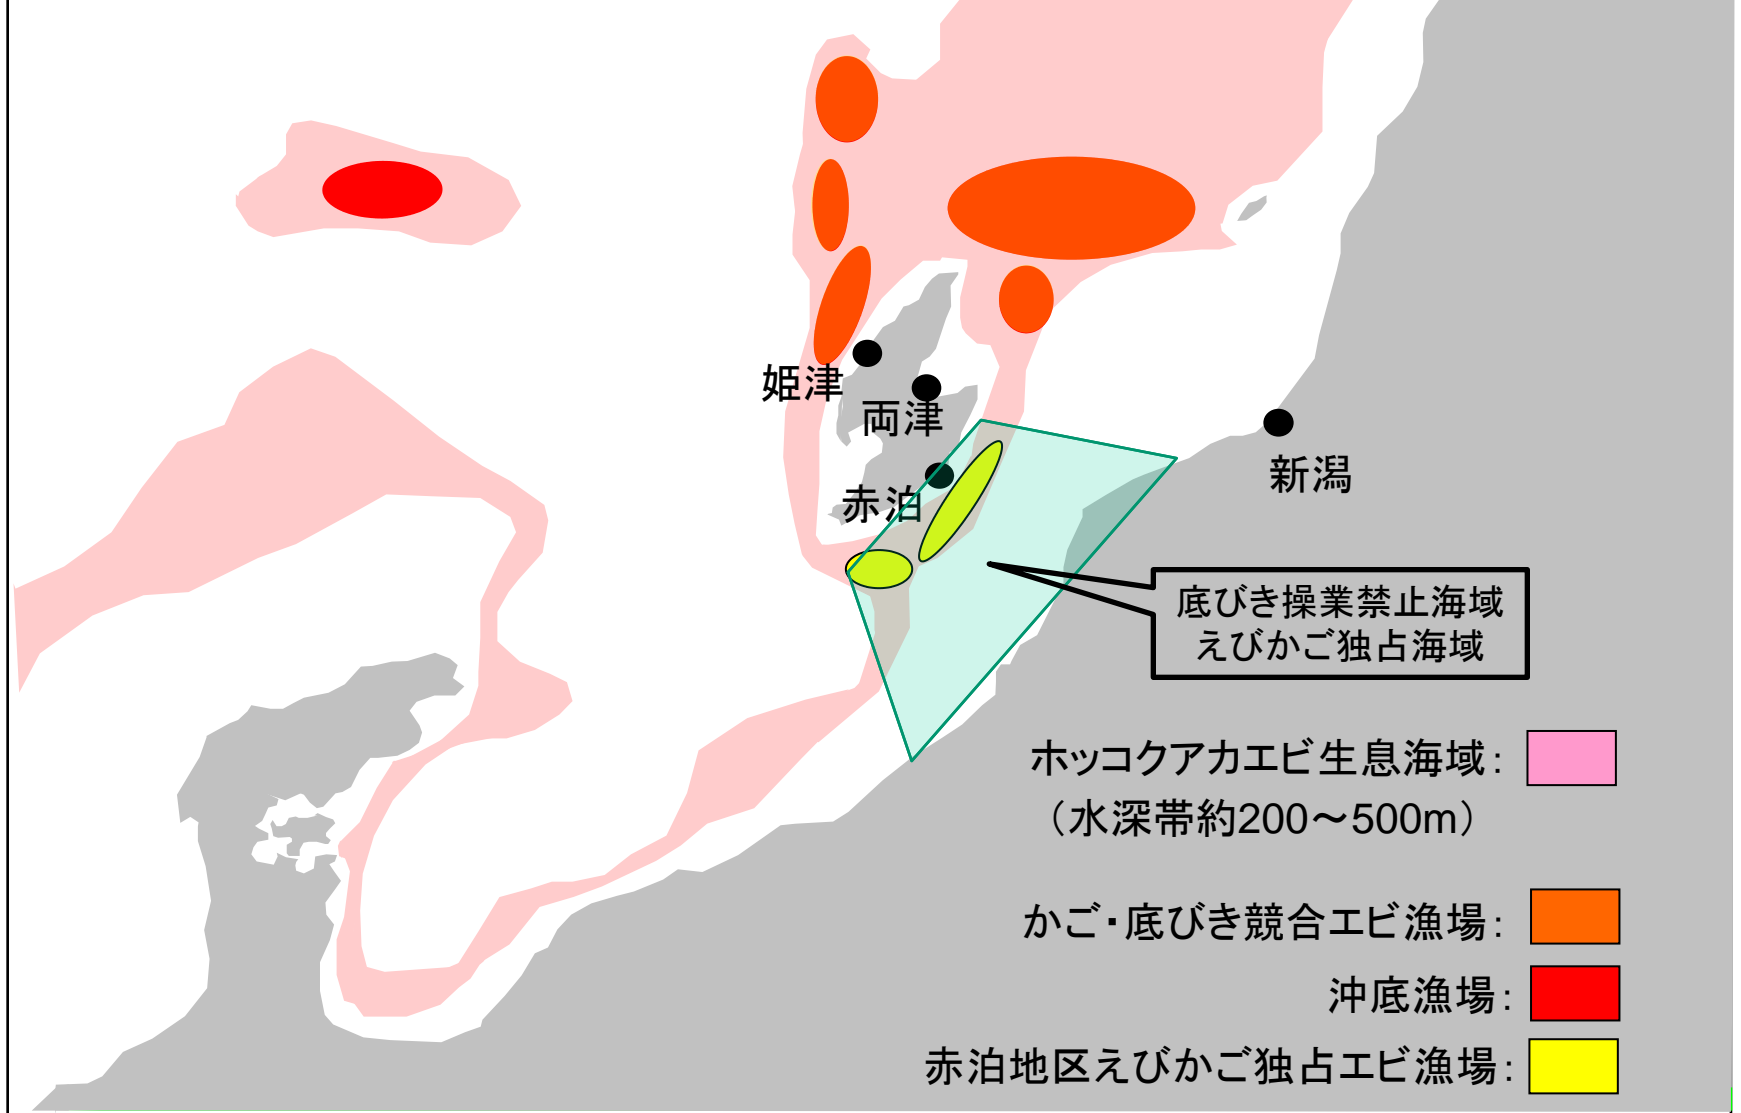 姫津
両津
赤泊
新潟
底びき操業禁止海域
えびかご独占海域
ホッコクアカエビ生息海域：
（水深帯約200～500m）
かご・底びき競合エビ漁場：
沖底漁場：
赤泊地区えびかご独占エビ漁場：